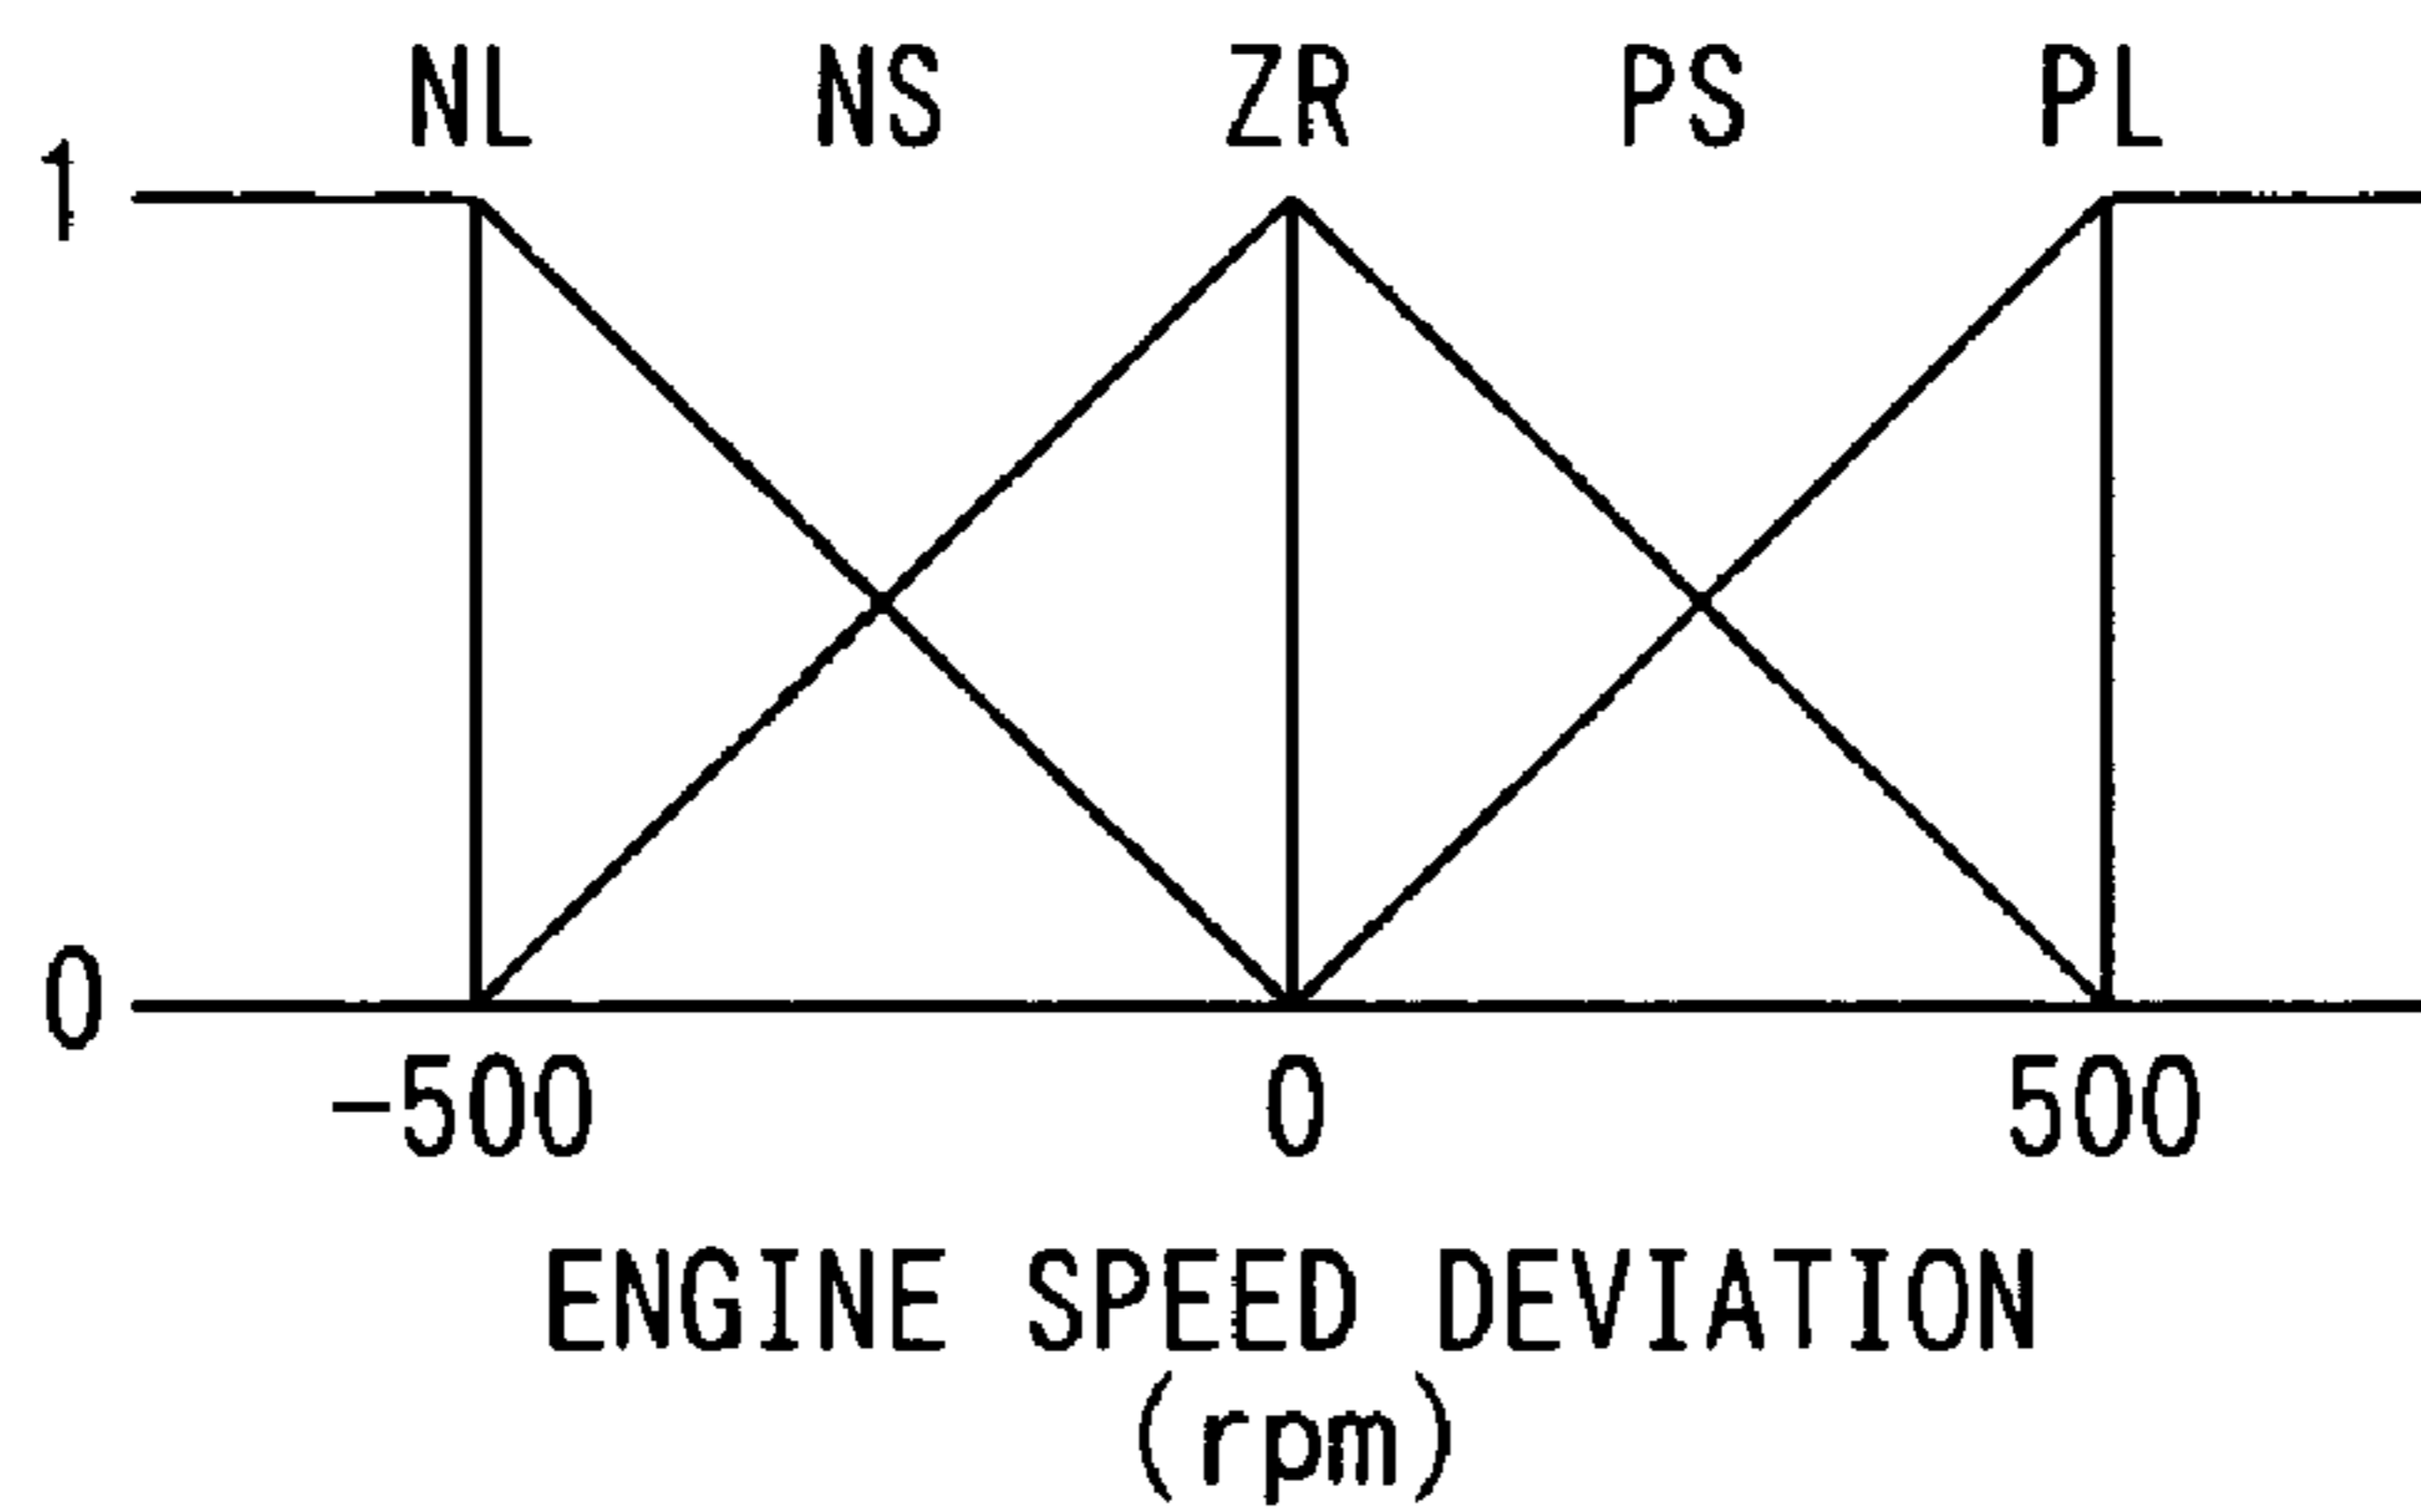 NL NS ZR PS PL
1
0
-500 0 500
ENGINE SPEED DEVIATION
(rpm)